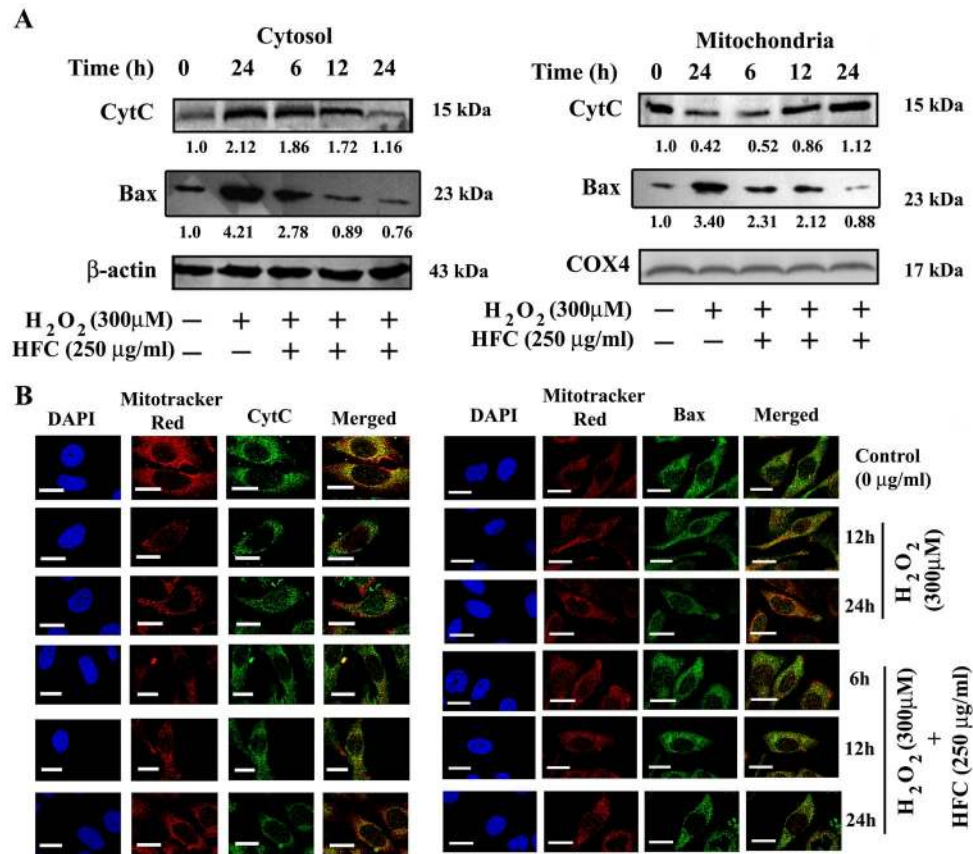 A
Cytosol
Time (h) 0 24 6 12 24
CytC 15 kDa
1.0 2.12 1.86 1.72 1.16
Bax 23 kDa
1.0 4.21 2.78 0.89 0.76
β-actin 43 kDa
H₂O₂ (300μM) — + + + +
HFC (250 μg/ml) — — + + +
Mitochondria
Time (h) 0 24 6 12 24
CytC 15 kDa
1.0 0.42 0.52 0.86 1.12
Bax 23 kDa
1.0 3.40 2.31 2.12 0.88
COX4 17 kDa
H₂O₂ (300μM) — + + + +
HFC (250 μg/ml) — — + + +
B
DAPI Mitotracker Red CytC Merged
DAPI Mitotracker Red Bax Merged
Control
(0 μg/ml)
12h
24h
H₂O₂
(300μM)
6h
12h
24h
H₂O₂ (300μM)
+
HFC (250 μg/ml)